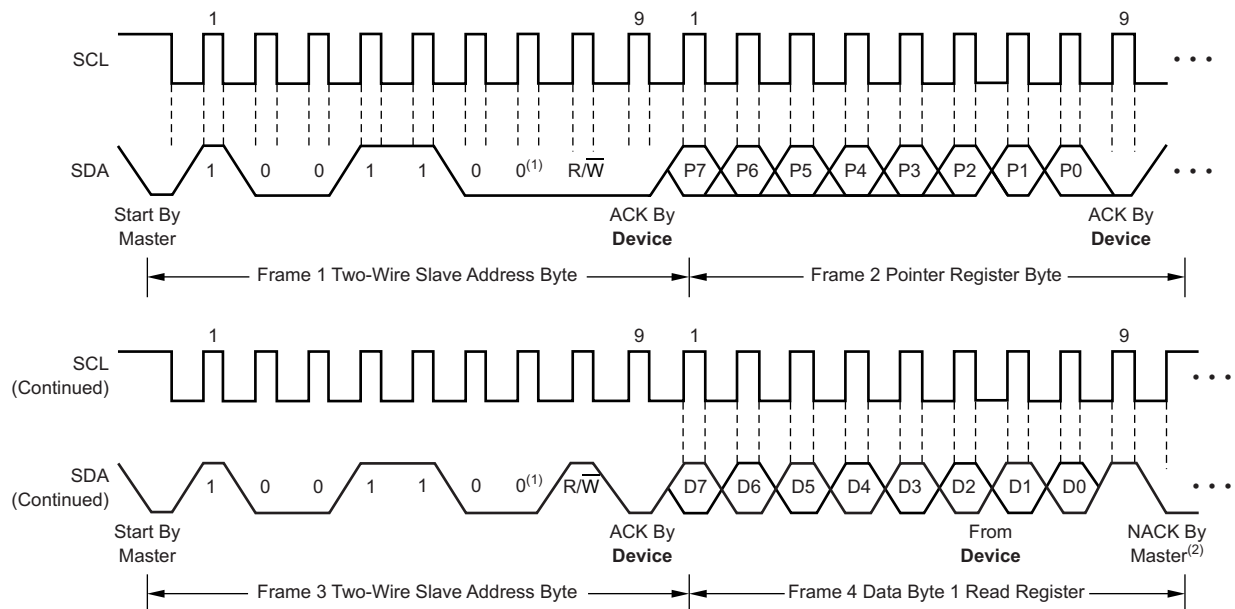 1 9 1 9
SCL
SDA 1 0 0 1 1 0 0(1) R/W P7 P6 P5 P4 P3 P2 P1 P0
Start By ACK By ACK By
Master Device Device
Frame 1 Two-Wire Slave Address Byte Frame 2 Pointer Register Byte
1 9 1 9
SCL
(Continued)
SDA 1 0 0 1 1 0 0(1) R/W D7 D6 D5 D4 D3 D2 D1 D0
(Continued)
Start By ACK By From NACK By
Master Device Device Master(2)
Frame 3 Two-Wire Slave Address Byte Frame 4 Data Byte 1 Read Register